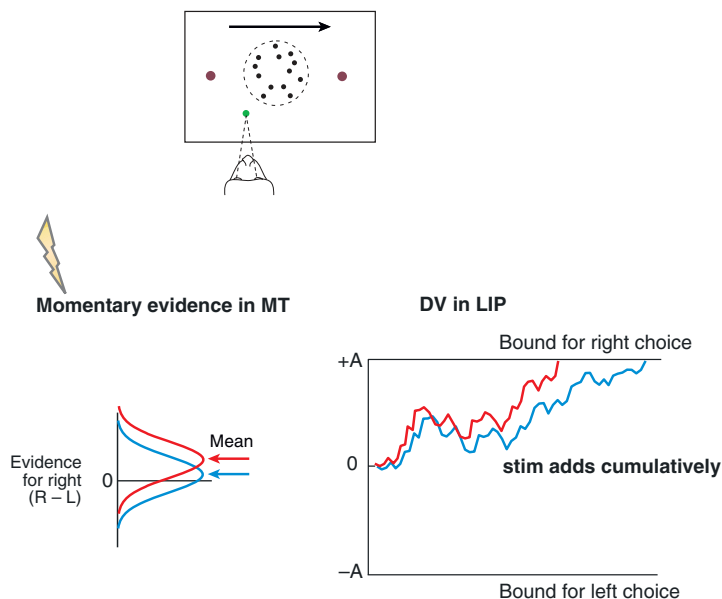 Momentary evidence in MT
DV in LIP
Bound for right choice
+A
Mean
Evidence
for right
(R – L)
0
0
stim adds cumulatively
–A
Bound for left choice